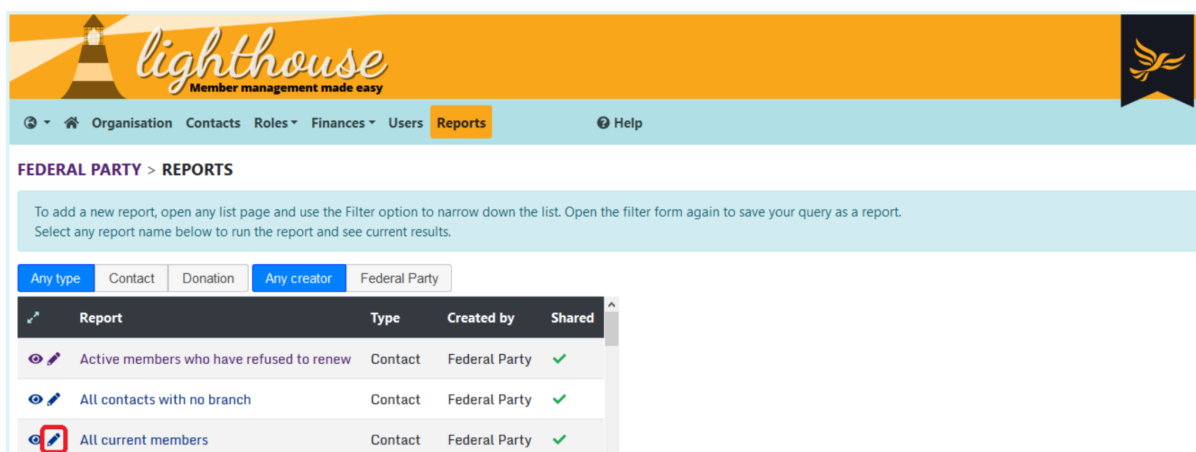 lighthouse
Member management made easy
Organisation Contacts Roles Finances Users Reports Help
FEDERAL PARTY > REPORTS
To add a new report, open any list page and use the Filter option to narrow down the list. Open the filter form again to save your query as a report.
Select any report name below to run the report and see current results.
Any type Contact Donation Any creator Federal Party
Report Type Created by Shared
Active members who have refused to renew Contact Federal Party
All contacts with no branch Contact Federal Party
All current members Contact Federal Party